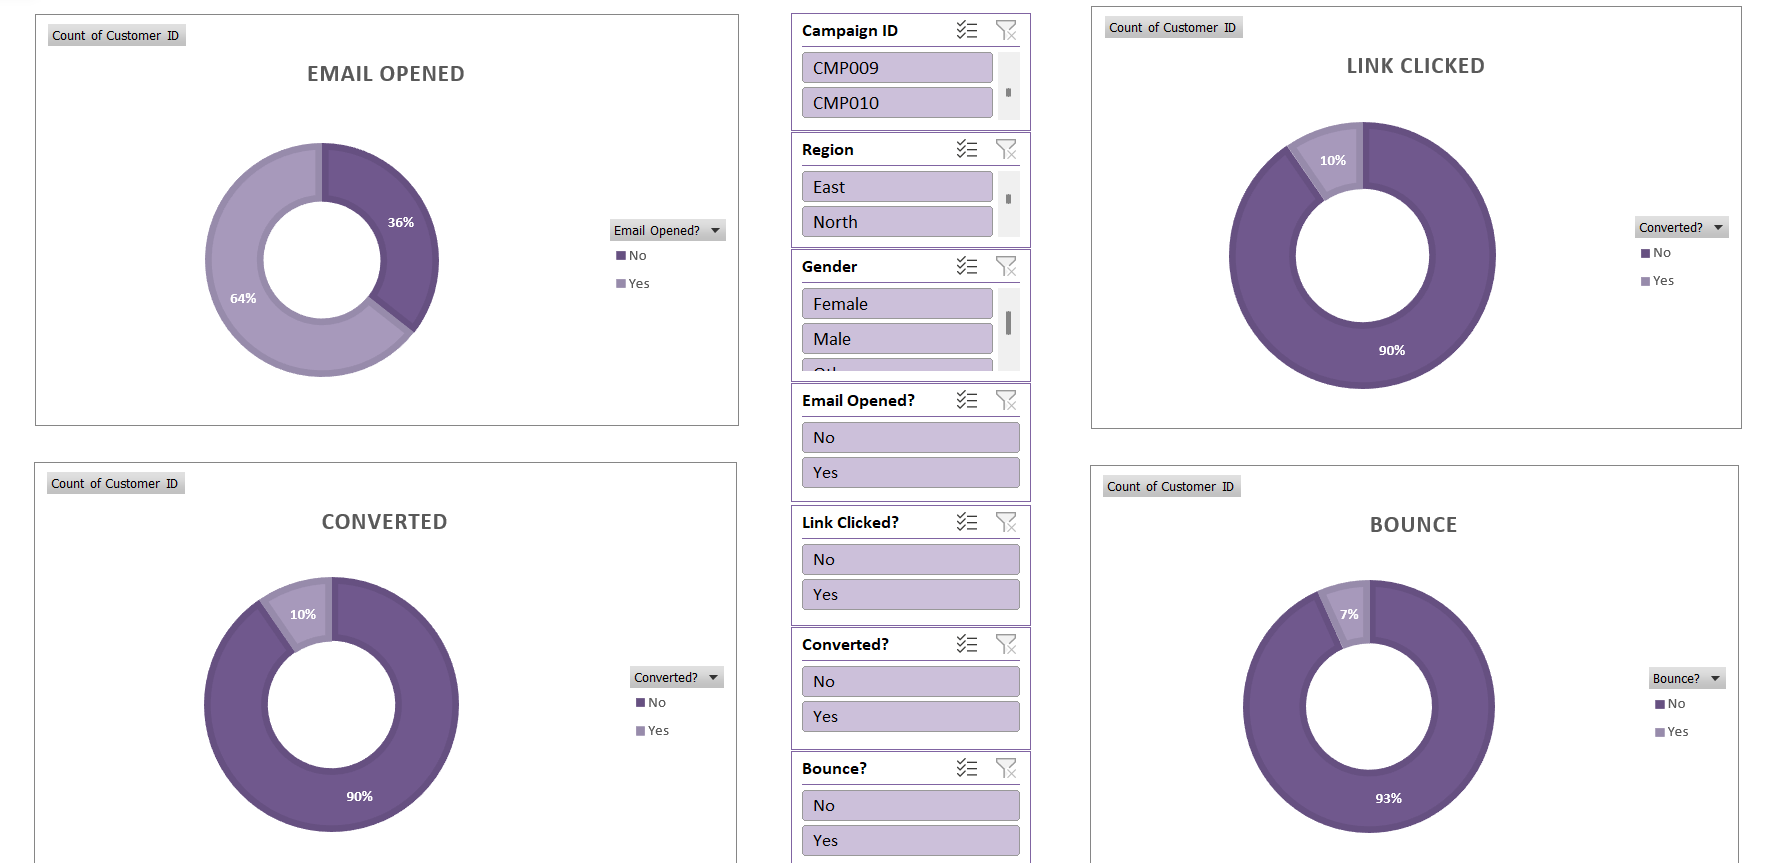 Count of Customer ID
EMAIL OPENED
36%
64%
Email Opened?
No
Yes
Count of Customer ID
CONVERTED
10%
90%
Converted?
No
Yes
Campaign ID
CMP009
CMP010
Region
East
North
Gender
Female
Male
Email Opened?
No
Yes
Link Clicked?
No
Yes
Converted?
No
Yes
Bounce?
No
Yes
Count of Customer ID
LINK CLICKED
10%
90%
Converted?
No
Yes
Count of Customer ID
BOUNCE
7%
93%
Bounce?
No
Yes